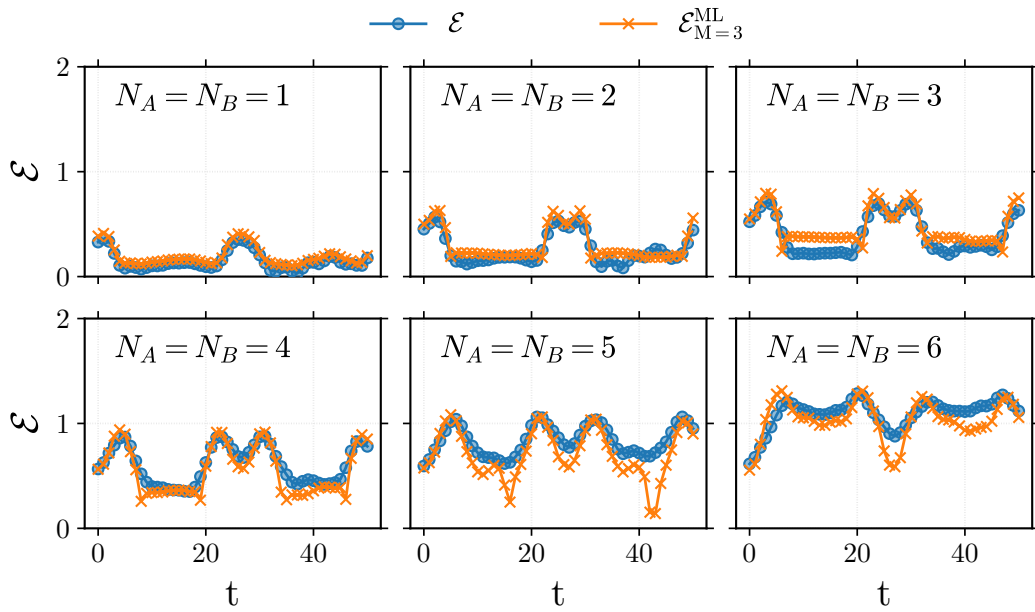 ℰ ℰ^ML_M=3
2
N_A = N_B = 1
N_A = N_B = 2
N_A = N_B = 3
ℰ
1
0
2
N_A = N_B = 4
N_A = N_B = 5
N_A = N_B = 6
ℰ
1
0
0 20 40 0 20 40 0 20 40
t t t